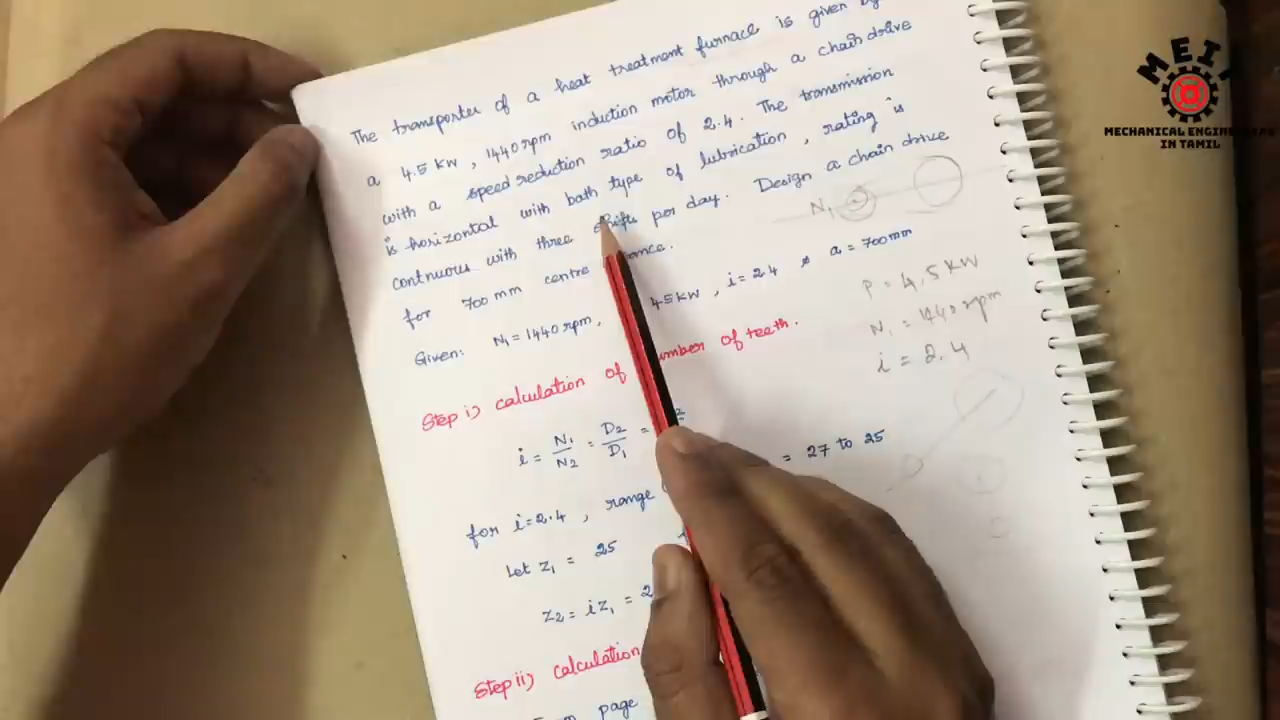 The transporter of a heat treatment furnace is given by
a 4.5 kW, 1440 rpm induction motor through a chain drive
with a speed reduction ratio of 2.4. The transmission
is horizontal with bath type of lubrication, rating is
continuous with three shifts per day. Design a chain drive
for 700 mm centre
Given: N1 = 1440 rpm, 45 KW, i = 2.4 a = 700 mm
Step i) calculation of number of teeth.
i = N1/N2 = D2/D1 =
for i = 2.4, range = 27 to 25
Let Z1 = 25
Z2 = iZ1 = 2
Step ii) calculation
page
N1
P = 4.5 KW
N1 = 1440 rpm
i = 2.4
MECHANICAL ENGINEERING
IN TAMIL